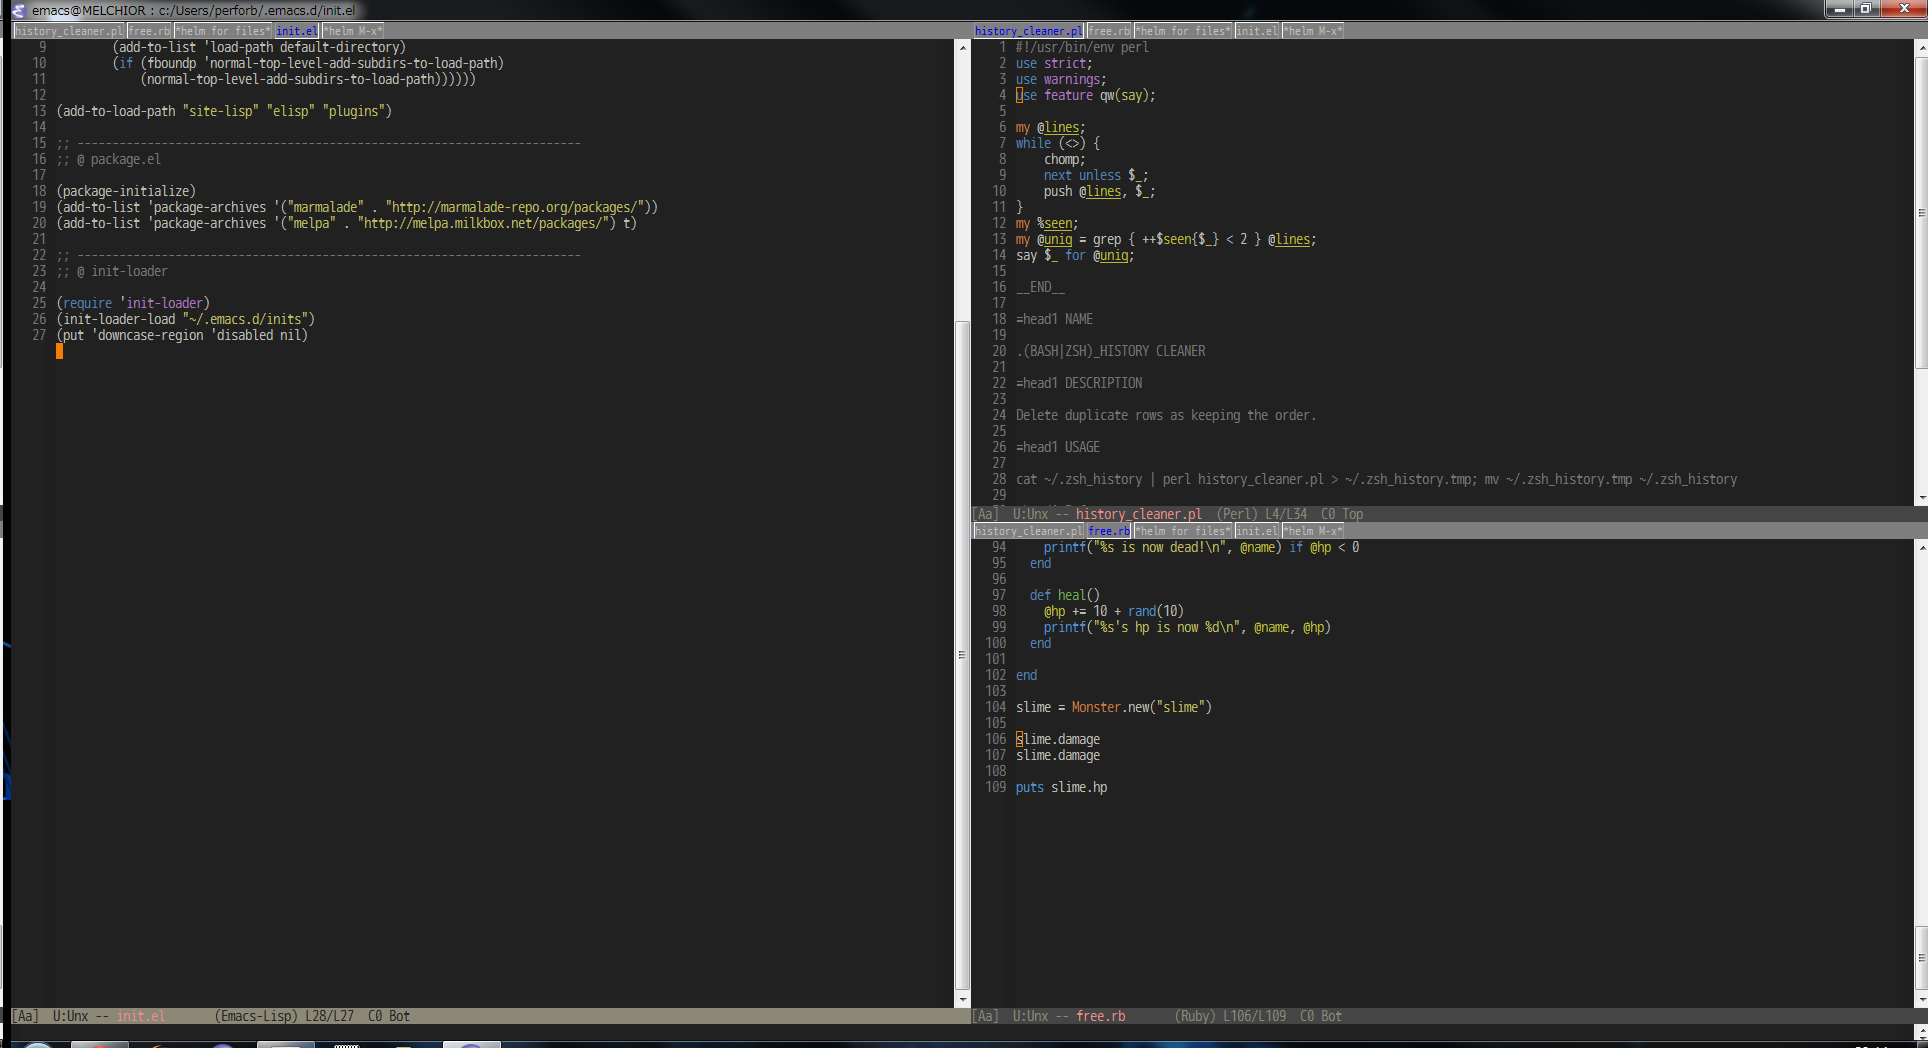 emacs@MELCHIOR : c:/Users/perforb/.emacs.d/init.el
history_cleaner.pl free.rb *helm for files* init.el *helm M-x*
9 (add-to-list 'load-path default-directory)
10 (if (fboundp 'normal-top-level-add-subdirs-to-load-path)
11 (normal-top-level-add-subdirs-to-load-path))))))
12
13 (add-to-load-path "site-lisp" "elisp" "plugins")
14
15 ;; ------------------------------------------------------------------------
16 ;; @ package.el
17
18 (package-initialize)
19 (add-to-list 'package-archives '("marmalade" . "http://marmalade-repo.org/packages/"))
20 (add-to-list 'package-archives '("melpa" . "http://melpa.milkbox.net/packages/") t)
21
22 ;; ------------------------------------------------------------------------
23 ;; @ init-loader
24
25 (require 'init-loader)
26 (init-loader-load "~/.emacs.d/inits")
27 (put 'downcase-region 'disabled nil)
[Aa] U:Unx -- init.el (Emacs-Lisp) L28/L27 C0 Bot
history_cleaner.pl free.rb *helm for files* init.el *helm M-x*
1 #!/usr/bin/env perl
2 use strict;
3 use warnings;
4 use feature qw(say);
5
6 my @lines;
7 while (<>) {
8 chomp;
9 next unless $_;
10 push @lines, $_;
11 }
12 my %seen;
13 my @uniq = grep { ++$seen{$_} < 2 } @lines;
14 say $_ for @uniq;
15
16 __END__
17
18 =head1 NAME
19
20 .(BASH|ZSH)_HISTORY CLEANER
21
22 =head1 DESCRIPTION
23
24 Delete duplicate rows as keeping the order.
25
26 =head1 USAGE
27
28 cat ~/.zsh_history | perl history_cleaner.pl > ~/.zsh_history.tmp; mv ~/.zsh_history.tmp ~/.zsh_history
29
[Aa] U:Unx -- history_cleaner.pl (Perl) L4/L34 C0 Top
history_cleaner.pl free.rb *helm for files* init.el *helm M-x*
94 printf("%s is now dead!\n", @name) if @hp < 0
95 end
96
97 def heal()
98 @hp += 10 + rand(10)
99 printf("%s's hp is now %d\n", @name, @hp)
100 end
101
102 end
103
104 slime = Monster.new("slime")
105
106 slime.damage
107 slime.damage
108
109 puts slime.hp
[Aa] U:Unx -- free.rb (Ruby) L106/L109 C0 Bot